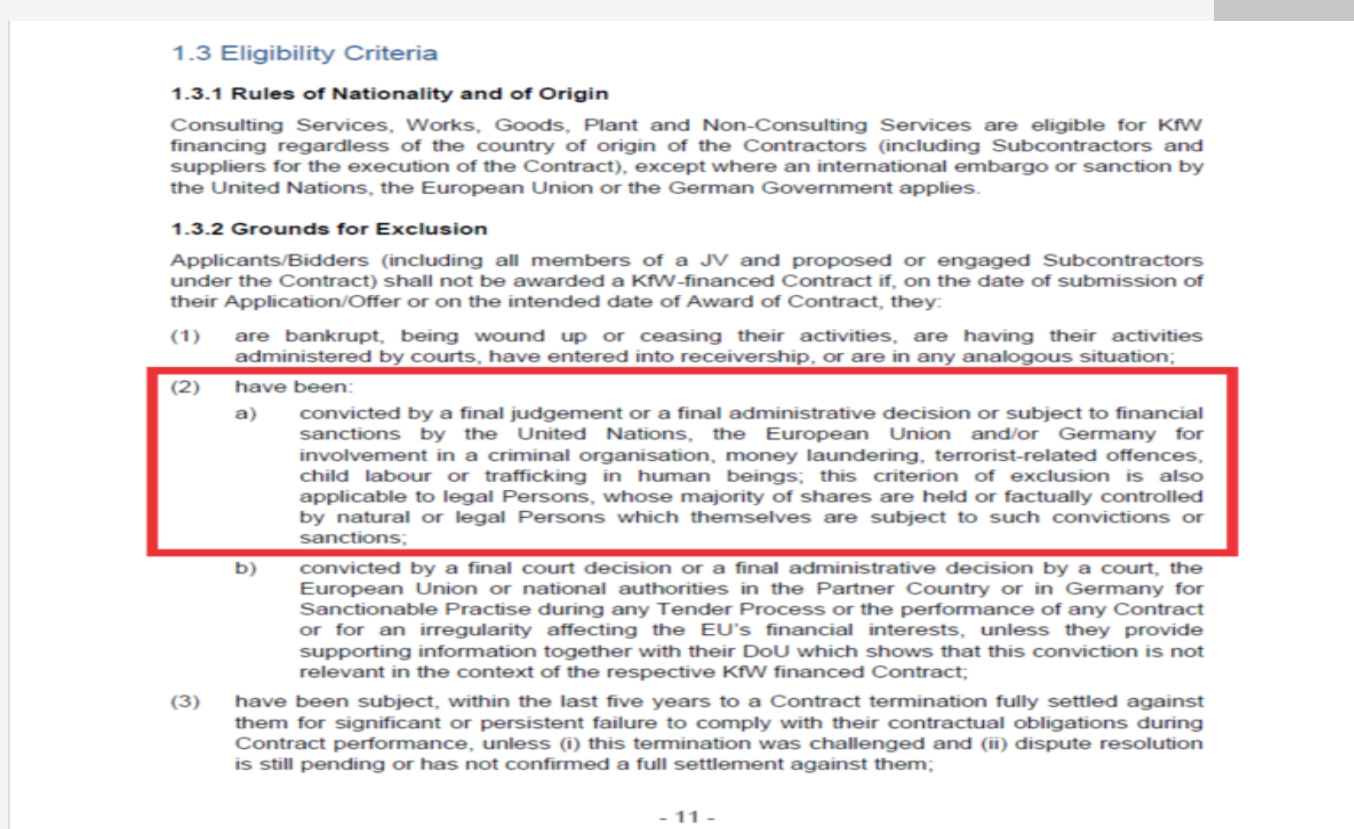 1.3 Eligibility Criteria
1.3.1 Rules of Nationality and of Origin
Consulting Services, Works, Goods, Plant and Non-Consulting Services are eligible for KfW
financing regardless of the country of origin of the Contractors (including Subcontractors and
suppliers for the execution of the Contract), except where an international embargo or sanction by
the United Nations, the European Union or the German Government applies.
1.3.2 Grounds for Exclusion
Applicants/Bidders (including all members of a JV and proposed or engaged Subcontractors
under the Contract) shall not be awarded a KfW-financed Contract if, on the date of submission of
their Application/Offer or on the intended date of Award of Contract, they:
(1) are bankrupt, being wound up or ceasing their activities, are having their activities
administered by courts, have entered into receivership, or are in any analogous situation;
(2) have been:
a) convicted by a final judgement or a final administrative decision or subject to financial
sanctions by the United Nations, the European Union and/or Germany for
involvement in a criminal organisation, money laundering, terrorist-related offences,
child labour or trafficking in human beings; this criterion of exclusion is also
applicable to legal Persons, whose majority of shares are held or factually controlled
by natural or legal Persons which themselves are subject to such convictions or
sanctions;
b) convicted by a final court decision or a final administrative decision by a court, the
European Union or national authorities in the Partner Country or in Germany for
Sanctionable Practise during any Tender Process or the performance of any Contract
or for an irregularity affecting the EU's financial interests, unless they provide
supporting information together with their DoU which shows that this conviction is not
relevant in the context of the respective KfW financed Contract;
(3) have been subject, within the last five years to a Contract termination fully settled against
them for significant or persistent failure to comply with their contractual obligations during
Contract performance, unless (i) this termination was challenged and (ii) dispute resolution
is still pending or has not confirmed a full settlement against them;
- 11 -